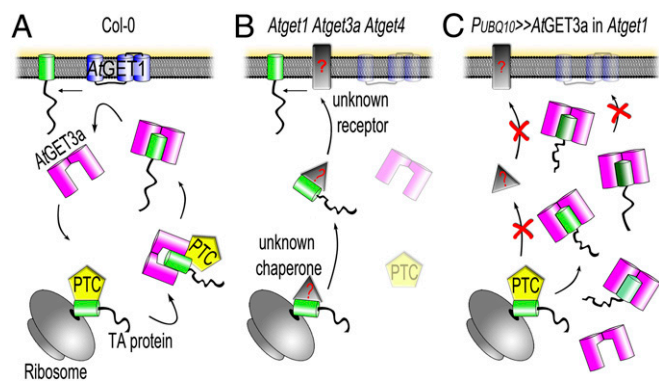 A
Col-0
AtGET1
AtGET3a
PTC
PTC
TA protein
Ribosome
B
Atget1 Atget3a Atget4
?
unknown
receptor
?
unknown
chaperone
?
PTC
C
PUBQ10>>AtGET3a in Atget1
?
?
PTC